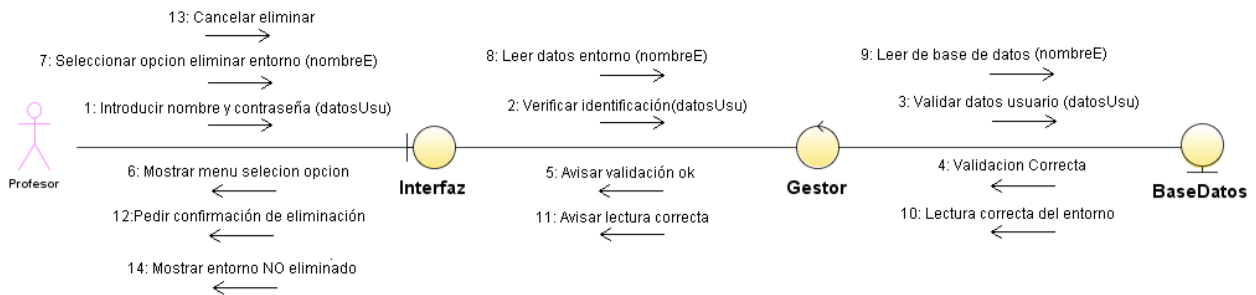 13: Cancelar eliminar
7: Seleccionar opcion eliminar entorno (nombreE)
8: Leer datos entorno (nombreE)
9: Leer de base de datos (nombreE)
1: Introducir nombre y contraseña (datosUsu)
2: Verificar identificación(datosUsu)
3: Validar datos usuario (datosUsu)
Profesor
Interfaz
Gestor
BaseDatos
6: Mostrar menu selecion opcion
5: Avisar validación ok
4: Validacion Correcta
12:Pedir confirmación de eliminación
11: Avisar lectura correcta
10: Lectura correcta del entorno
14: Mostrar entorno NO eliminado